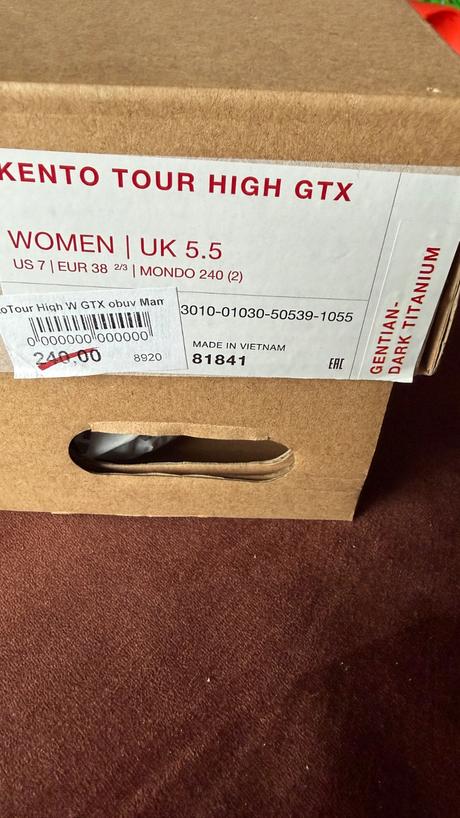 KENTO TOUR HIGH GTX
WOMEN | UK 5.5
US 7 | EUR 38 2/3 | MONDO 240 (2)
oTour High W GTX obuv Mam
3010-01030-50539-1055
0 000000 000000
240,00
8920
MADE IN VIETNAM
81841
EAC
GENTIAN-
DARK TITANIUM